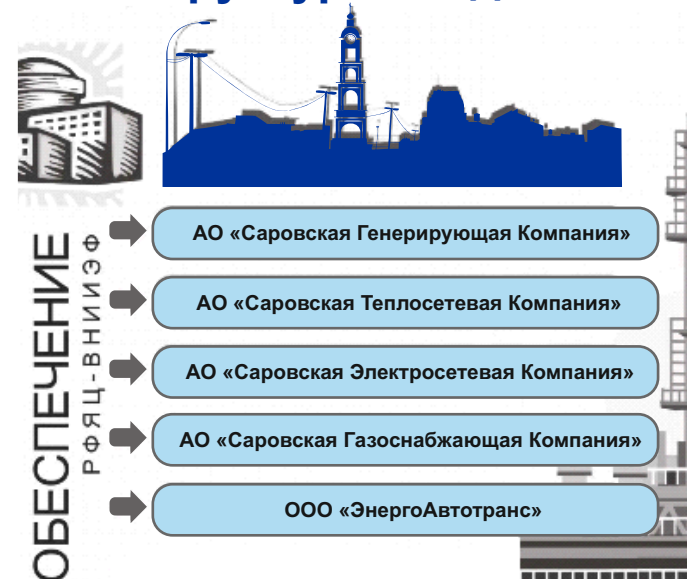 ОБЕСПЕЧЕНИЕ
РФЯЦ-ВНИИЭФ
АО «Саровская Генерирующая Компания»
АО «Саровская Теплосетевая Компания»
АО «Саровская Электросетевая Компания»
АО «Саровская Газоснабжающая Компания»
ООО «ЭнергоАвтотранс»